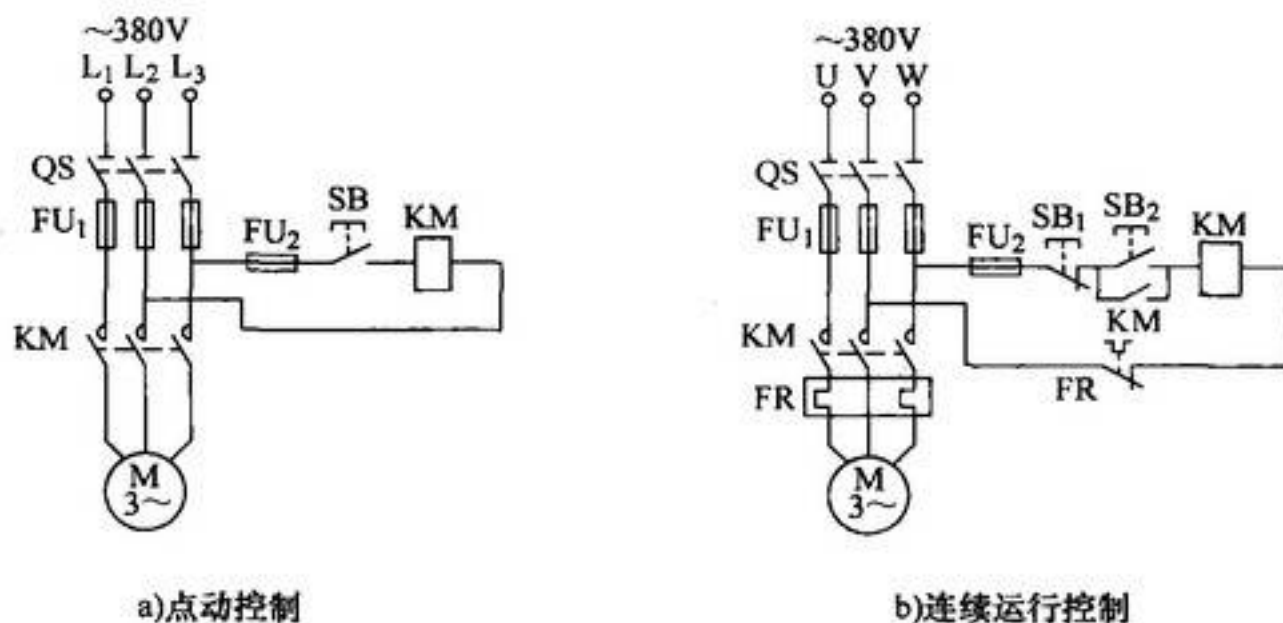 ~380V
L₁ L₂ L₃
QS
FU₁
FU₂
SB
KM
KM
M
3~
a)点动控制
~380V
U V W
QS
FU₁
FU₂
SB₁
SB₂
KM
KM
KM
FR
FR
M
3~
b)连续运行控制